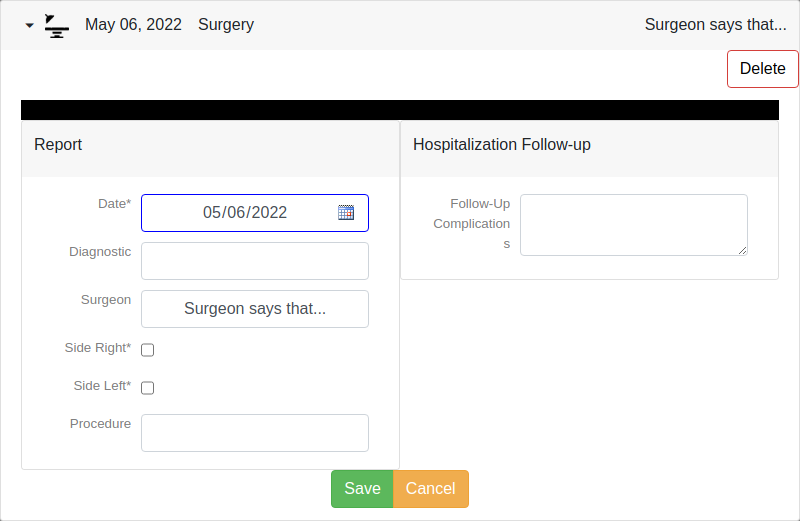 May 06, 2022 Surgery Surgeon says that...
Delete
Report
Hospitalization Follow-up
Date* 05/06/2022
Follow-Up
Complication
s
Diagnostic
Surgeon Surgeon says that...
Side Right*
Side Left*
Procedure
Save Cancel